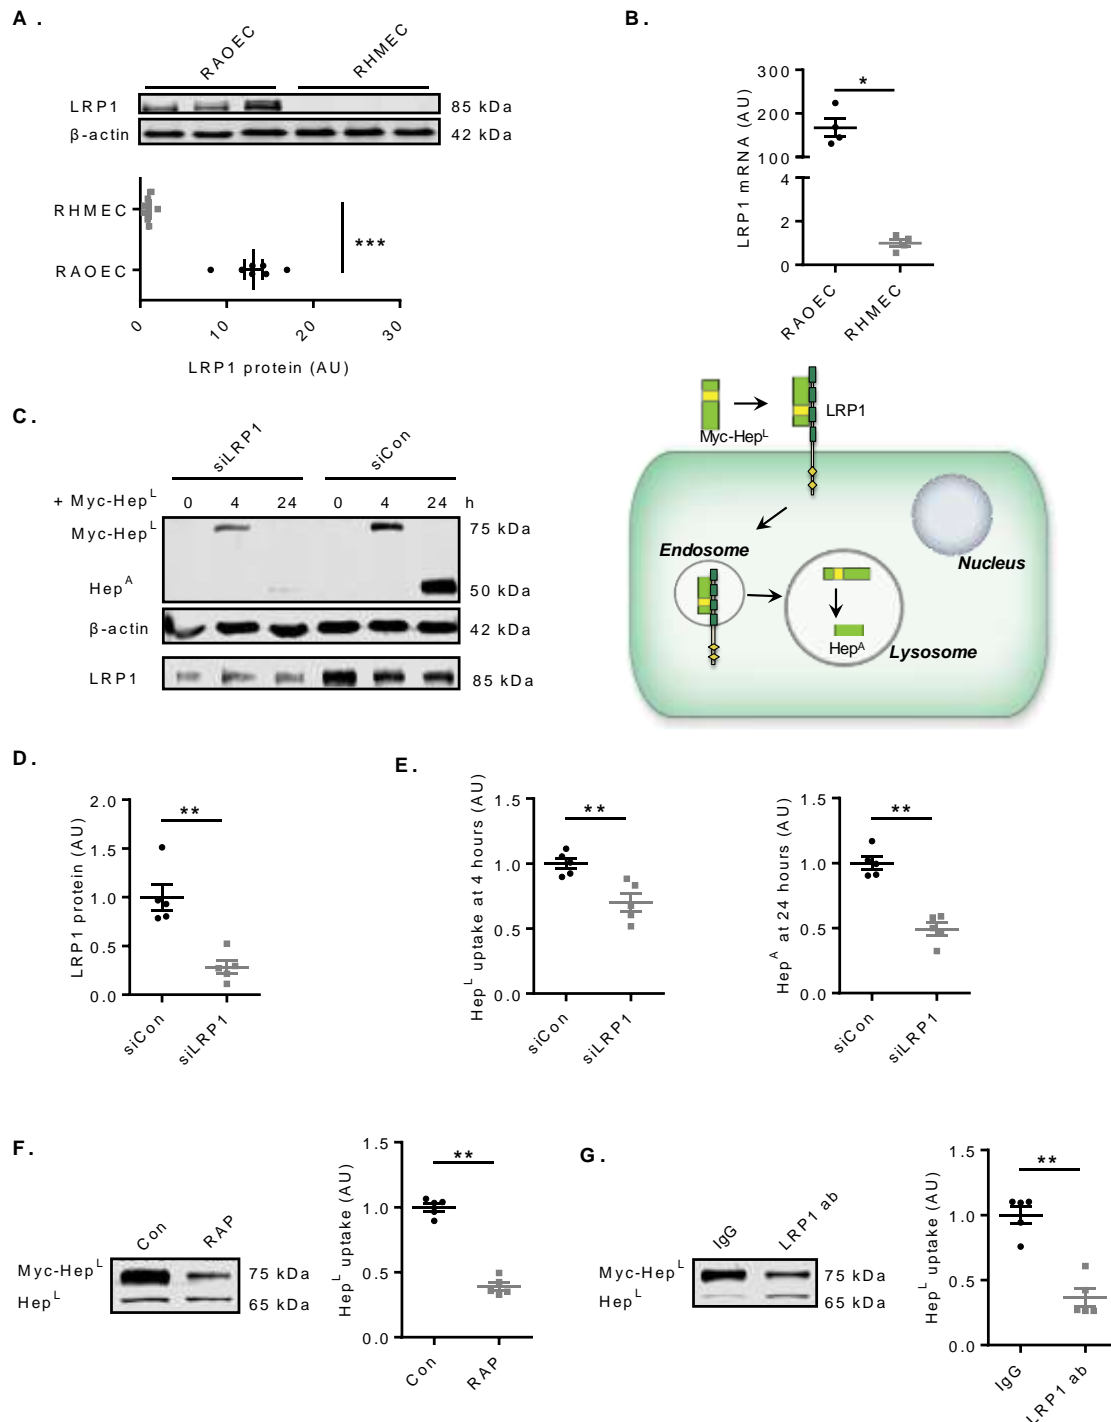 A.
RAOEC
RHMEC
LRP1
85 kDa
β-actin
42 kDa
RHMEC
RAOEC
***
0
10
20
30
LRP1 protein (AU)
B.
LRP1 mRNA (AU)
300
200
100
4
2
0
*
RAOEC
RHMEC
Myc-Hep^L
LRP1
Endosome
Nucleus
Hep^A
Lysosome
C.
siLRP1
siCon
+ Myc-Hep^L 0 4 24 0 4 24 h
Myc-Hep^L
75 kDa
Hep^A
50 kDa
β-actin
42 kDa
LRP1
85 kDa
D.
LRP1 protein (AU)
2.0
1.5
1.0
0.5
0.0
**
siCon
siLRP1
E.
Hep^L uptake at 4 hours (AU)
1.5
1.0
0.5
0.0
**
siCon
siLRP1
Hep^A at 24 hours (AU)
1.5
1.0
0.5
0.0
**
siCon
siLRP1
F.
Con
RAP
Myc-Hep^L
75 kDa
Hep^L
65 kDa
Hep^L uptake (AU)
1.5
1.0
0.5
0.0
**
Con
RAP
G.
IgG
LRP1 ab
Myc-Hep^L
75 kDa
Hep^L
65 kDa
Hep^L uptake (AU)
1.5
1.0
0.5
0.0
**
IgG
LRP1 ab